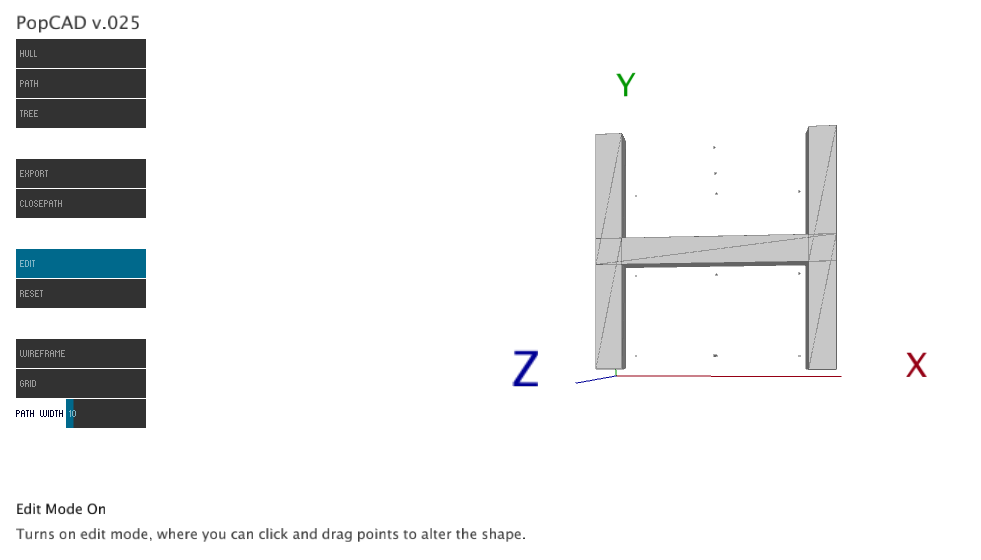 PopCAD v.025
HULL
PATH
TREE
EXPORT
CLOSEPATH
EDIT
RESET
WIREFRAME
GRID
PATH WIDTH 10
Y
Z
X
Edit Mode On
Turns on edit mode, where you can click and drag points to alter the shape.